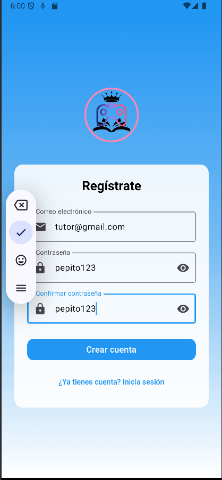 6:00
Regístrate
Correo electrónico
tutor@gmail.com
Contraseña
pepito123
Confirmar contraseña
pepito123
Crear cuenta
¿Ya tienes cuenta? Inicia sesión